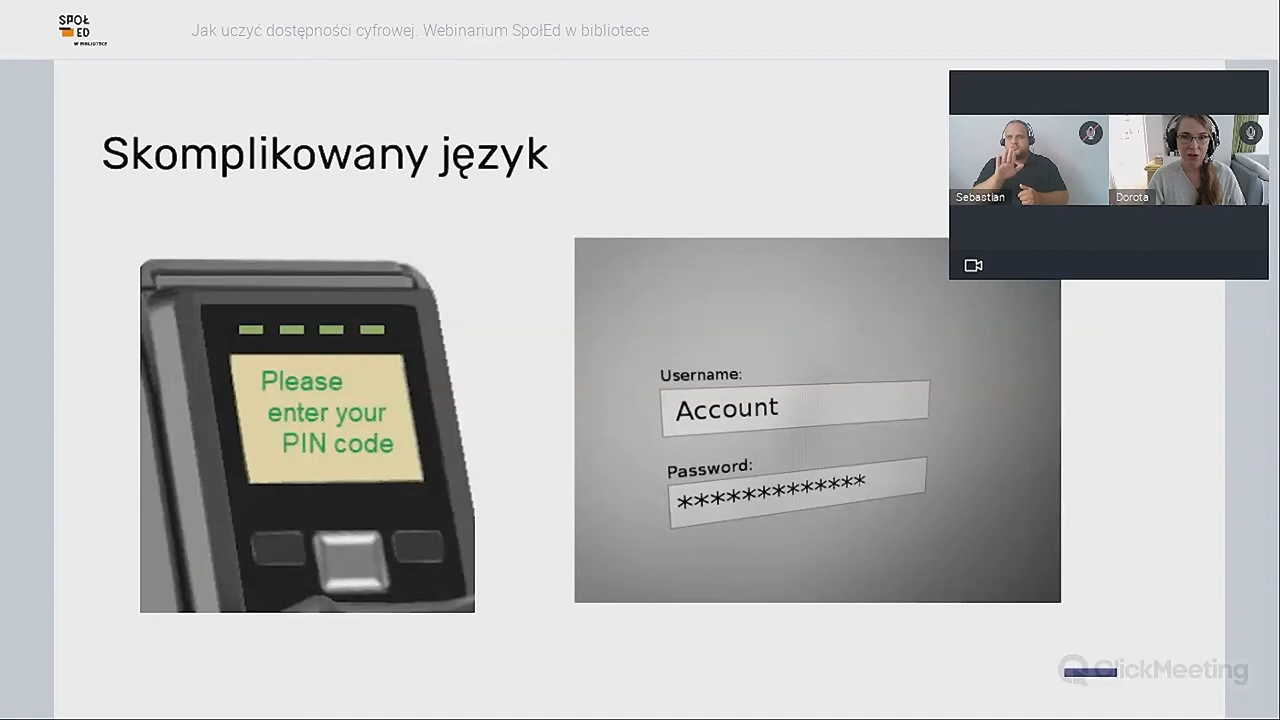 SPOŁ
ED
W BIBLIOTECE
Jak uczyć dostępności cyfrowej. Webinarium SpołEd w bibliotece
Skomplikowany język
Sebastian
Dorota
Please
enter your
PIN code
Username:
Account
Password:
*************
ClickMeeting